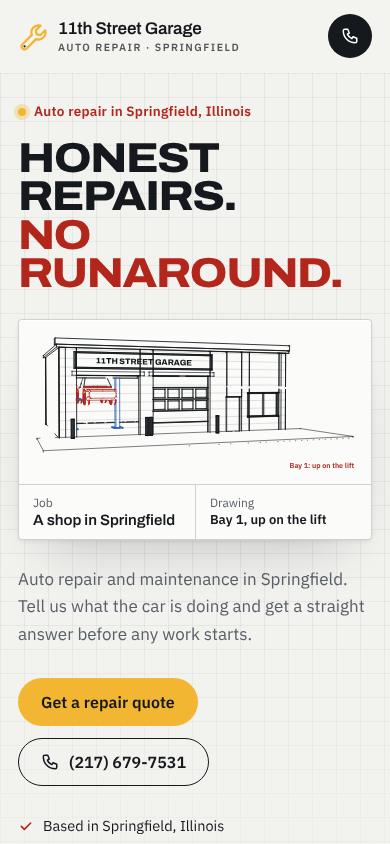 11th Street Garage
AUTO REPAIR · SPRINGFIELD
Auto repair in Springfield, Illinois
HONEST
REPAIRS.
NO
RUNAROUND.
11TH STREET GARAGE
Bay 1: up on the lift
Job
A shop in Springfield
Drawing
Bay 1, up on the lift
Auto repair and maintenance in Springfield.
Tell us what the car is doing and get a straight
answer before any work starts.
Get a repair quote
(217) 679-7531
Based in Springfield, Illinois